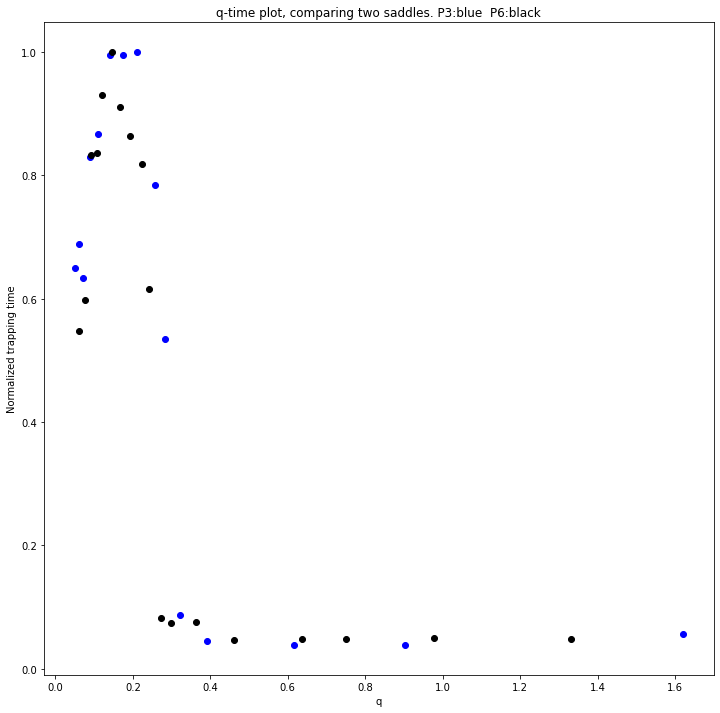 q-time plot, comparing two saddles. P3:blue  P6:black
1.0
0.8
0.6
0.4
0.2
0.0
Normalized trapping time
0.0 0.2 0.4 0.6 0.8 1.0 1.2 1.4 1.6
q